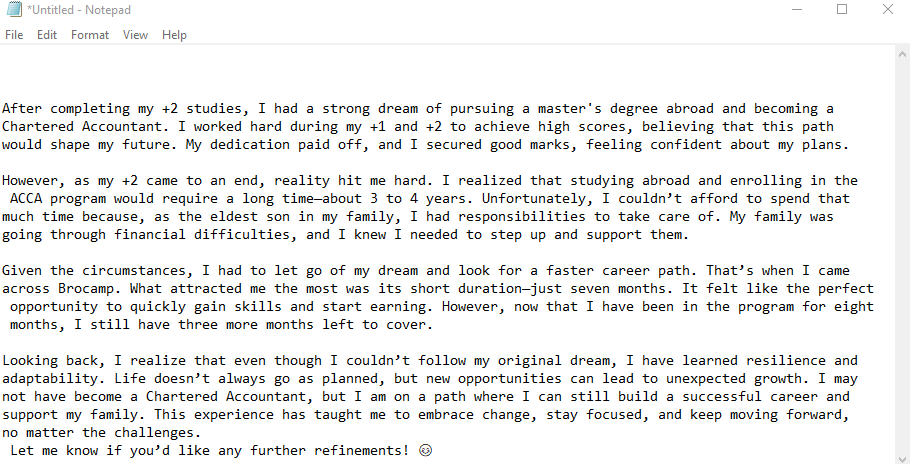 *Untitled - Notepad
File Edit Format View Help
After completing my +2 studies, I had a strong dream of pursuing a master's degree abroad and becoming a
Chartered Accountant. I worked hard during my +1 and +2 to achieve high scores, believing that this path
would shape my future. My dedication paid off, and I secured good marks, feeling confident about my plans.
However, as my +2 came to an end, reality hit me hard. I realized that studying abroad and enrolling in the
ACCA program would require a long time—about 3 to 4 years. Unfortunately, I couldn’t afford to spend that
much time because, as the eldest son in my family, I had responsibilities to take care of. My family was
going through financial difficulties, and I knew I needed to step up and support them.
Given the circumstances, I had to let go of my dream and look for a faster career path. That’s when I came
across Brocamp. What attracted me the most was its short duration—just seven months. It felt like the perfect
opportunity to quickly gain skills and start earning. However, now that I have been in the program for eight
months, I still have three more months left to cover.
Looking back, I realize that even though I couldn’t follow my original dream, I have learned resilience and
adaptability. Life doesn’t always go as planned, but new opportunities can lead to unexpected growth. I may
not have become a Chartered Accountant, but I am on a path where I can still build a successful career and
support my family. This experience has taught me to embrace change, stay focused, and keep moving forward,
no matter the challenges.
Let me know if you’d like any further refinements! 😊